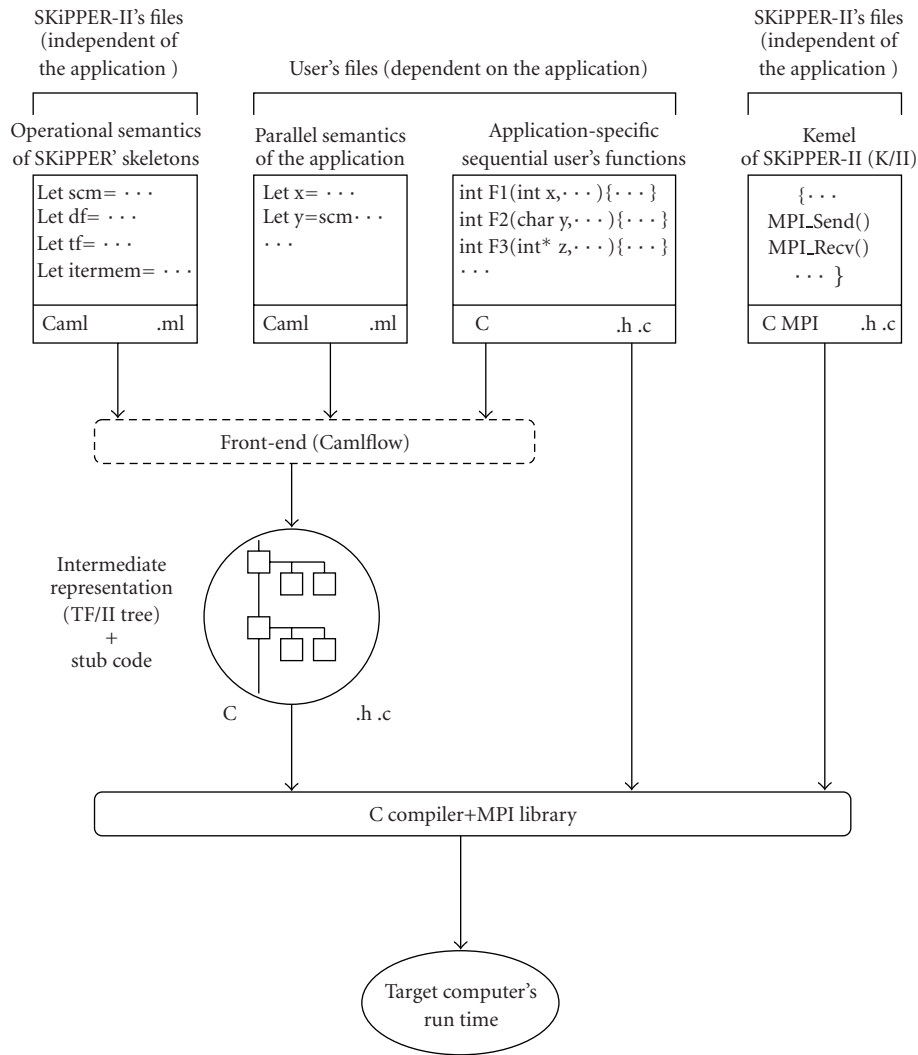 SKiPPER-II's files
(independent of
the application )
User's files (dependent on the application)
SKiPPER-II's files
(independent of
the application )
Operational semantics
of SKiPPER' skeletons
Let scm= · · ·
Let df= · · ·
Let tf= · · ·
Let itermem= · · ·
Caml .ml
Parallel semantics
of the application
Let x= · · ·
Let y=scm· · ·
· · ·
Caml .ml
Application-specific
sequential user's functions
int F1(int x,· · · ){· · · }
int F2(char y,· · · ){· · · }
int F3(int* z,· · · ){· · · }
· · ·
C .h .c
Kernel
of SKiPPER-II (K/II)
{· · ·
MPI_Send()
MPI_Recv()
· · · }
C MPI .h .c
Front-end (Camlflow)
Intermediate
representation
(TF/II tree)
+
stub code
C .h .c
C compiler+MPI library
Target computer's
run time